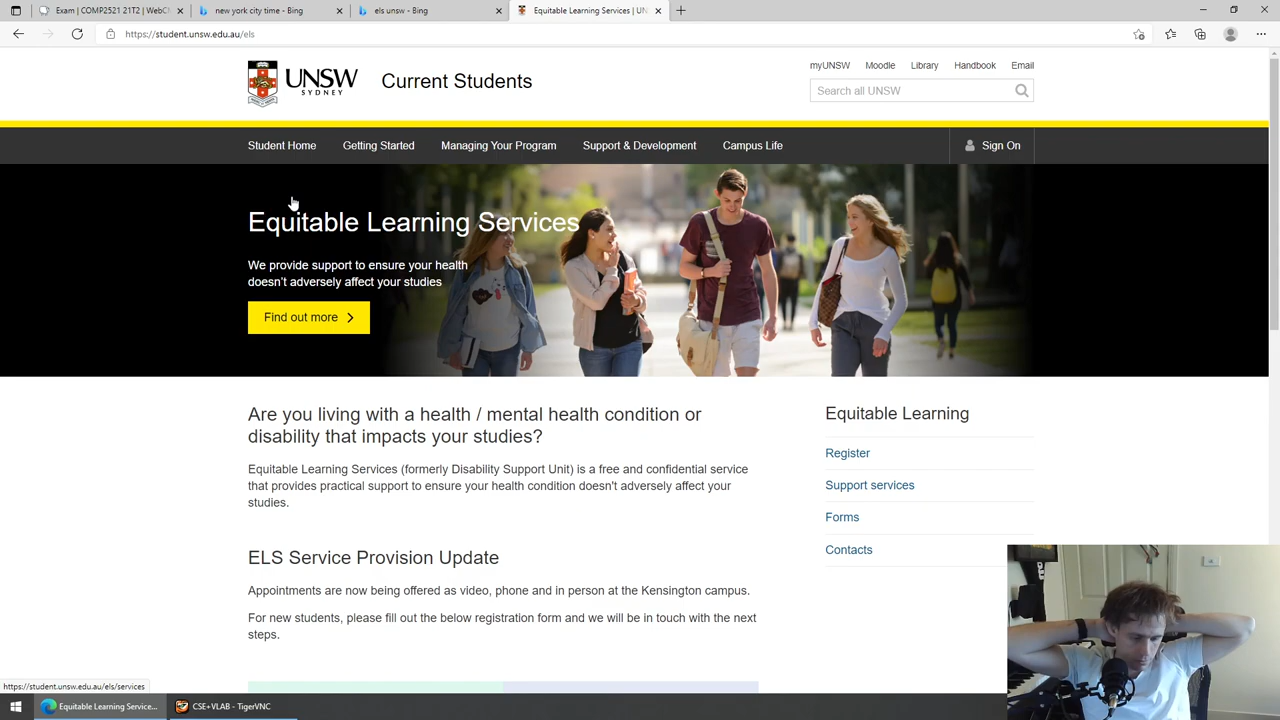 Exam | COMP2521 21T2 | WebC
new york city time - Bing
els unsw - Bing
Equitable Learning Services | UN
https://student.unsw.edu.au/els
UNSW
SYDNEY
Current Students
myUNSW Moodle Library Handbook Email
Search all UNSW
Student Home Getting Started Managing Your Program Support & Development Campus Life Sign On
Equitable Learning Services
We provide support to ensure your health
doesn't adversely affect your studies
Find out more
Are you living with a health / mental health condition or
disability that impacts your studies?
Equitable Learning Services (formerly Disability Support Unit) is a free and confidential service
that provides practical support to ensure your health condition doesn't adversely affect your
studies.
ELS Service Provision Update
Appointments are now being offered as video, phone and in person at the Kensington campus.
For new students, please fill out the below registration form and we will be in touch with the next
steps.
Equitable Learning
Register
Support services
Forms
Contacts
https://student.unsw.edu.au/els/services
Equitable Learning Service...
CSE+VLAB - TigerVNC